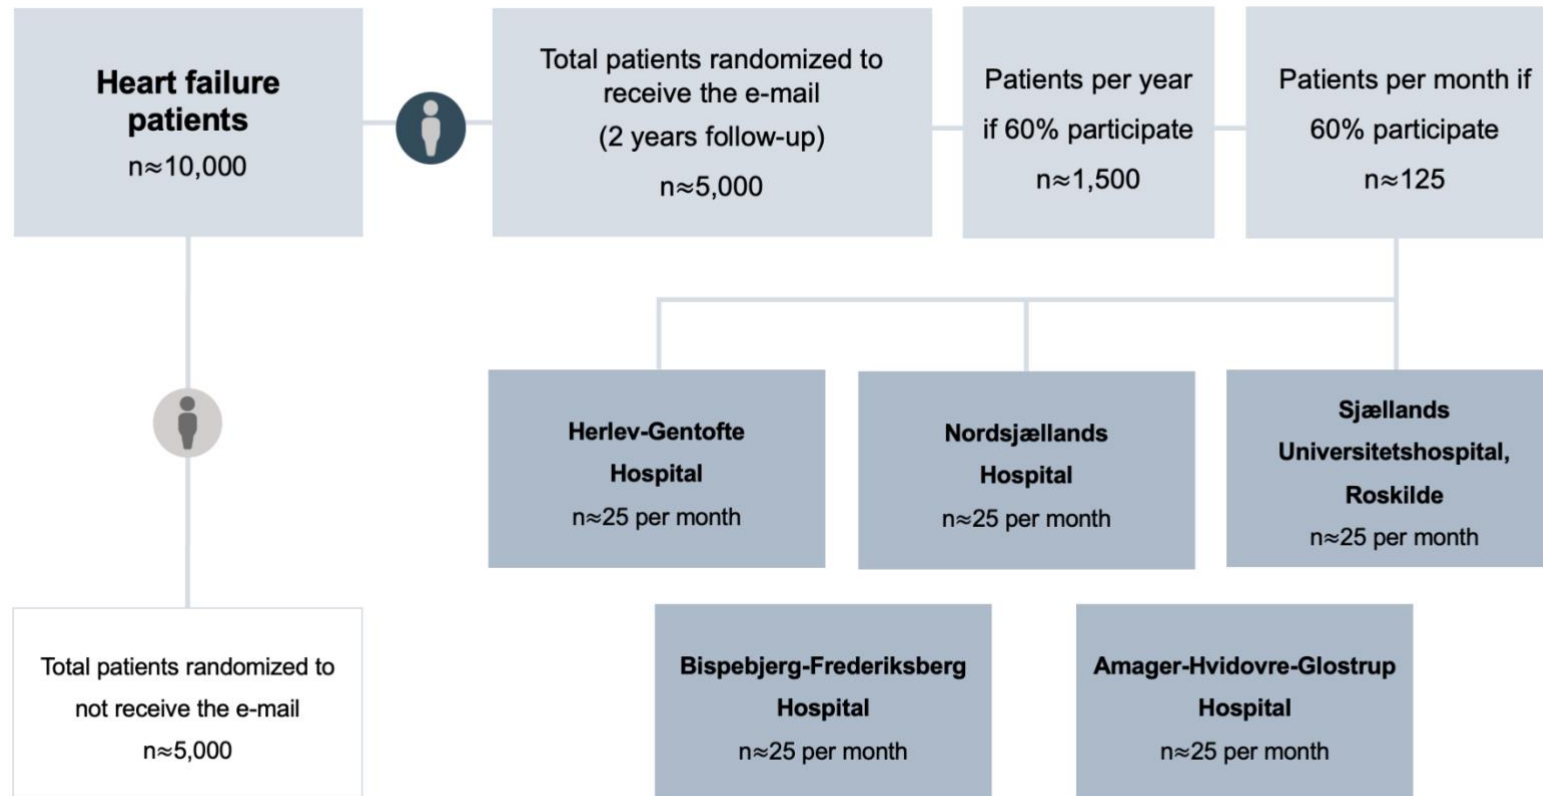 Heart failure
patients
n≈10,000
Total patients randomized to
receive the e-mail
(2 years follow-up)
n≈5,000
Patients per year
if 60% participate
n≈1,500
Patients per month if
60% participate
n≈125
Herlev-Gentofte
Hospital
n≈25 per month
Nordsjællands
Hospital
n≈25 per month
Sjællands
Universitetshospital,
Roskilde
n≈25 per month
Total patients randomized to
not receive the e-mail
n≈5,000
Bispebjerg-Frederiksberg
Hospital
n≈25 per month
Amager-Hvidovre-Glostrup
Hospital
n≈25 per month